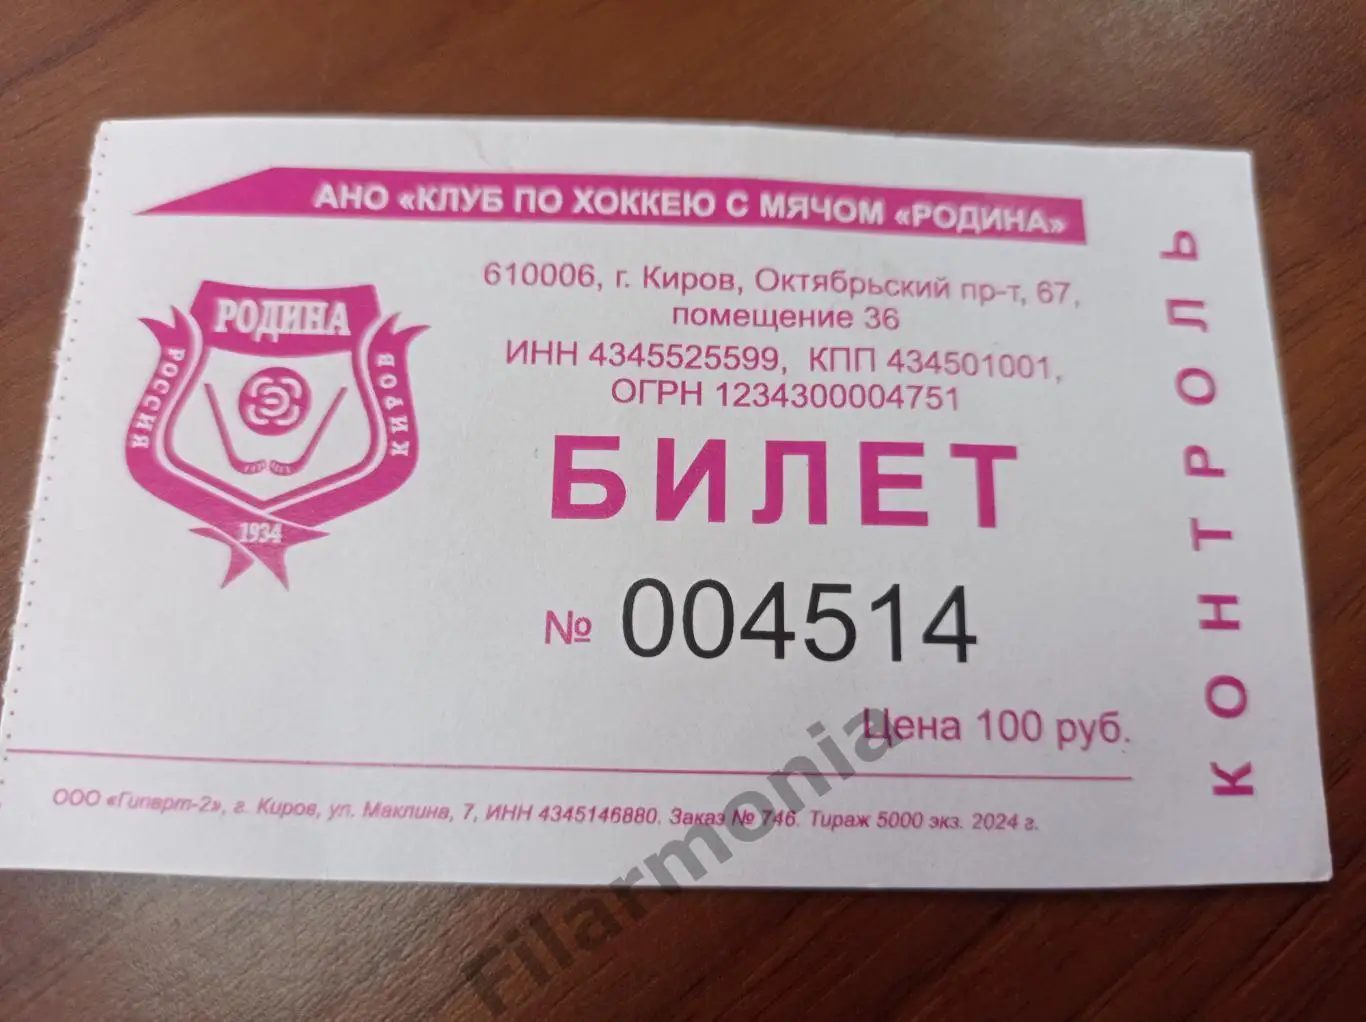 АНО «КЛУБ ПО ХОККЕЮ С МЯЧОМ «РОДИНА»
610006, г. Киров, Октябрьский пр-т, 67,
помещение 36
ИНН 4345525599, КПП 434501001,
ОГРН 1234300004751
РОДИНА
РОССИЯ
КИРОВ
1934
БИЛЕТ
№ 004514
Цена 100 руб.
ООО «Гипарт-2», г. Киров, ул. Маклина, 7, ИНН 4345146880. Заказ № 746. Тираж 5000 экз. 2024 г.
КОНТРОЛЬ
Filarmonia